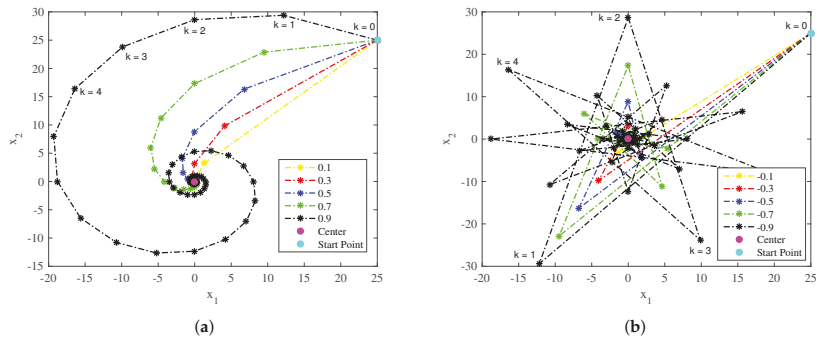 30
25
20
15
10
5
0
-5
-10
-15
-20 -15 -10 -5 0 5 10 15 20 25
x2
x1
k = 0
k = 1
k = 2
k = 3
k = 4
0.1
0.3
0.5
0.7
0.9
Center
Start Point
(a)
30
20
10
0
-10
-20
-30
-20 -15 -10 -5 0 5 10 15 20 25
x2
x1
k = 0
k = 2
k = 4
k = 1
k = 3
-0.1
-0.3
-0.5
-0.7
-0.9
Center
Start Point
(b)